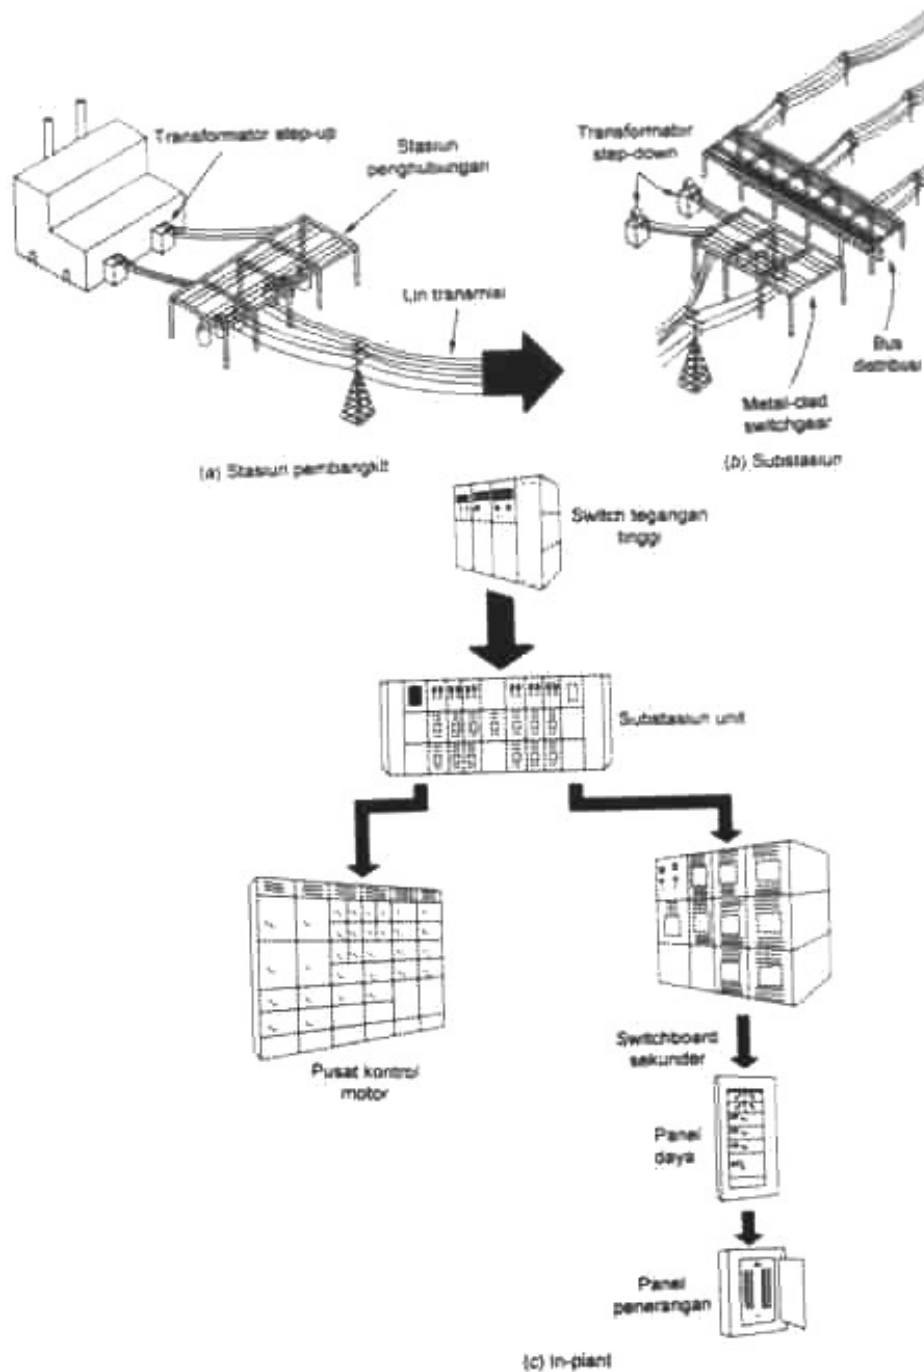 Transformator step-up
Stasiun
penghubungan
Lin transmisi
(a) Stasiun pembangkit
Transformator
step-down
Bus
distribusi
Metal-clad
switchgear
(b) Substasiun
Switch tegangan
tinggi
Substasiun unit
Pusat kontrol
motor
Switchboard
sekunder
Panel
daya
Panel
penerangan
(c) In-plant